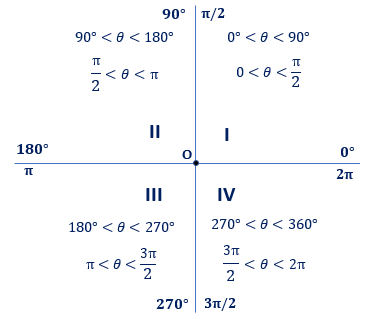 90° π/2
90° < θ < 180° 0° < θ < 90°
π/2 < θ < π 0 < θ < π/2
II I
180° O 0°
π 2π
III IV
180° < θ < 270° 270° < θ < 360°
π < θ < 3π/2 3π/2 < θ < 2π
270° 3π/2